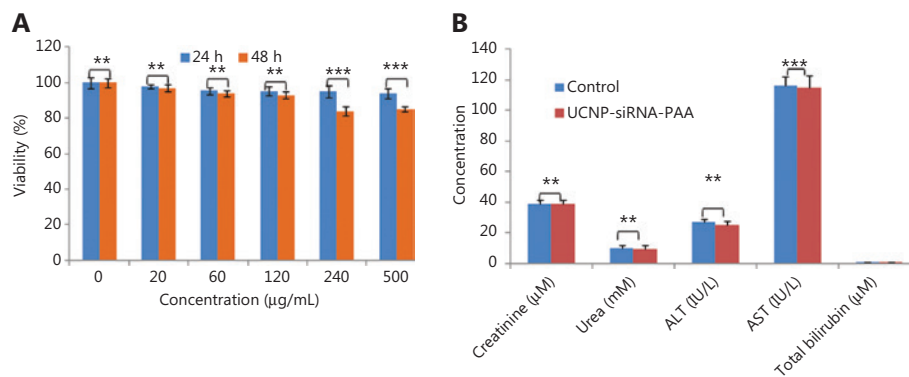 A
120
100
80
60
40
20
0
Viability (%)
24 h
48 h
**
**
**
**
***
***
0
20
60
120
240
500
Concentration (µg/mL)
B
140
120
100
80
60
40
20
0
Concentration
Control
UCNP-siRNA-PAA
**
**
**
***
Creatinine (µM)
Urea (mM)
ALT (IU/L)
AST (IU/L)
Total bilirubin (µM)